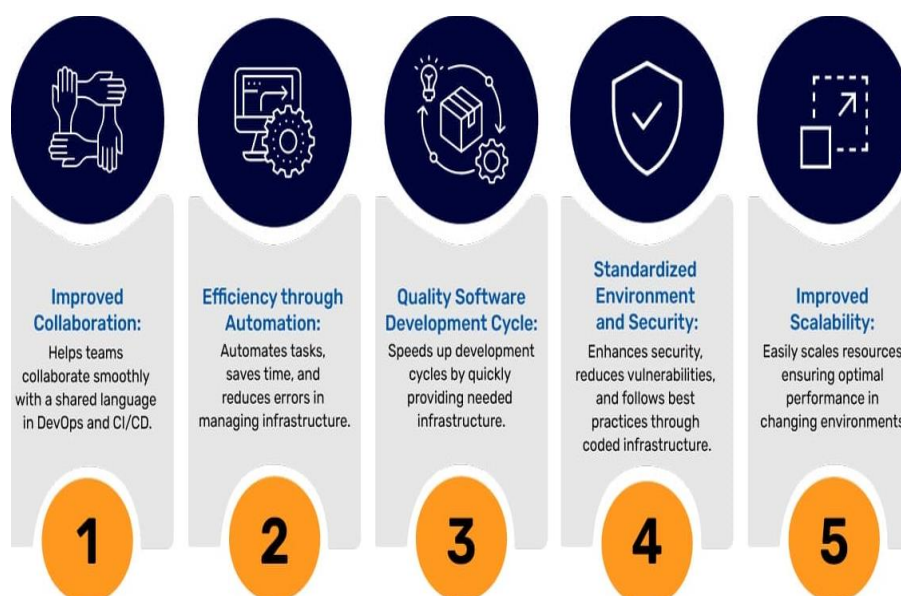 Improved
Collaboration:
Helps teams
collaborate smoothly
with a shared language
in DevOps and CI/CD.
1
Efficiency through
Automation:
Automates tasks,
saves time, and
reduces errors in
managing infrastructure.
2
Quality Software
Development Cycle:
Speeds up development
cycles by quickly
providing needed
infrastructure.
3
Standardized
Environment
and Security:
Enhances security,
reduces vulnerabilities,
and follows best
practices through
coded infrastructure.
4
Improved
Scalability:
Easily scales resources
ensuring optimal
performance in
changing environments
5